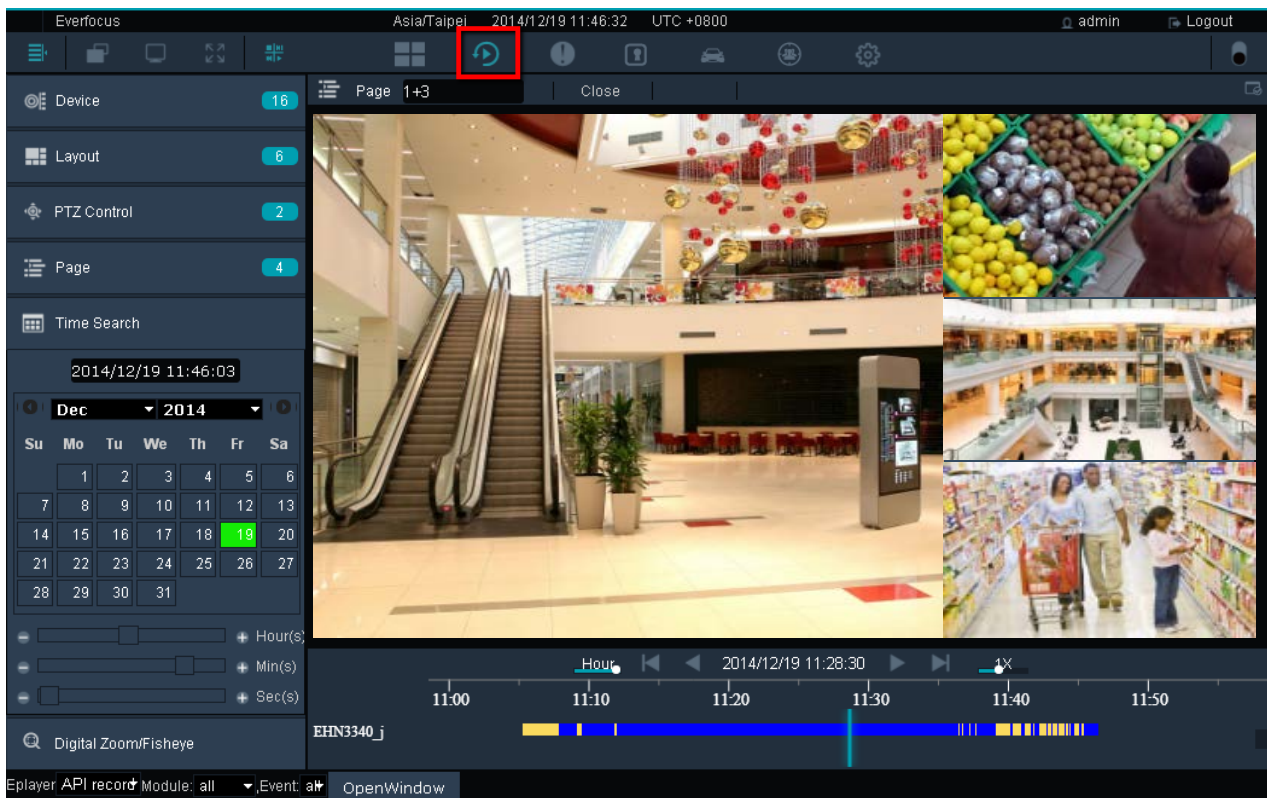 Everfocus Asia/Taipei 2014/12/19 11:46:32 UTC +0800 admin Logout
Page 1+3 Close
Device 16
Layout 6
PTZ Control 2
Page 4
Time Search
2014/12/19 11:46:03
Dec 2014
Su Mo Tu We Th Fr Sa
1 2 3 4 5 6
7 8 9 10 11 12 13
14 15 16 17 18 19 20
21 22 23 24 25 26 27
28 29 30 31
Hour(s)
Min(s)
Sec(s)
Hour 2014/12/19 11:28:30 1X
11:00 11:10 11:20 11:30 11:40 11:50
EHN3340_j
Digital Zoom/Fisheye
Eplayer API record Module: all ,Event: all OpenWindow